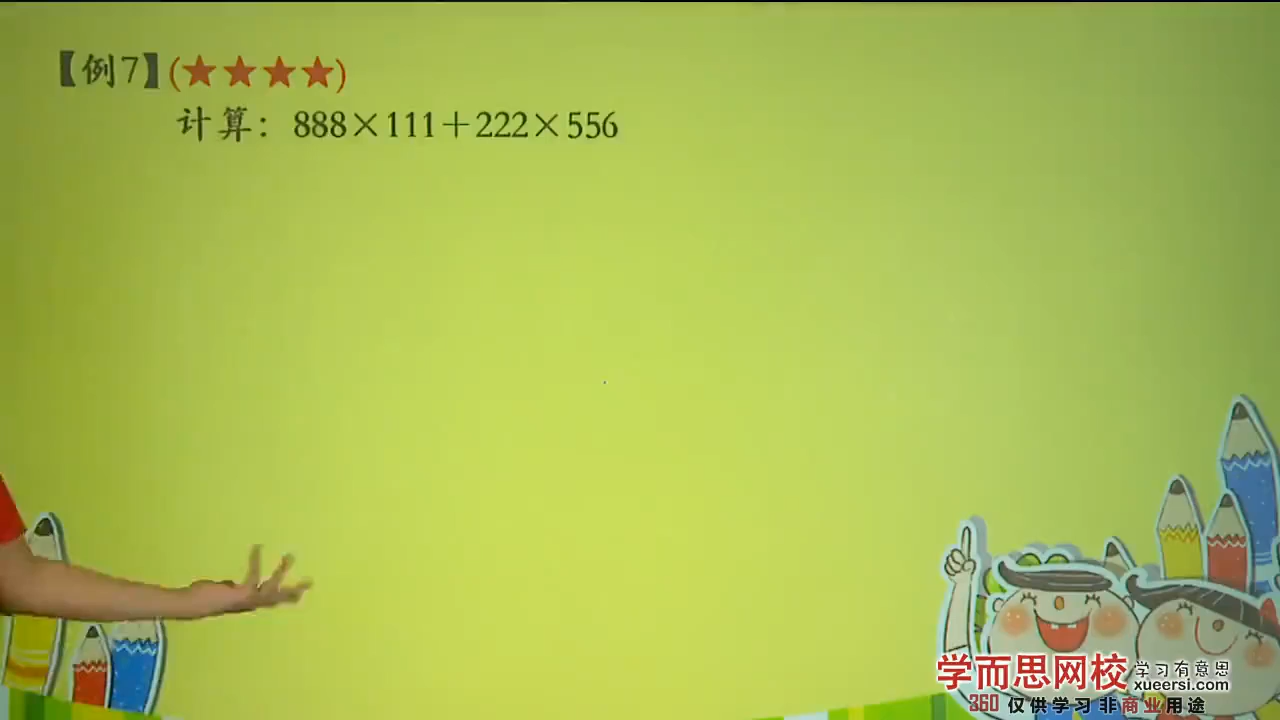 【例7】(★★★★)
计算：888×111＋222×556
学而思网校
学习有意思
xueersi.com
360 仅供学习 非商业用途